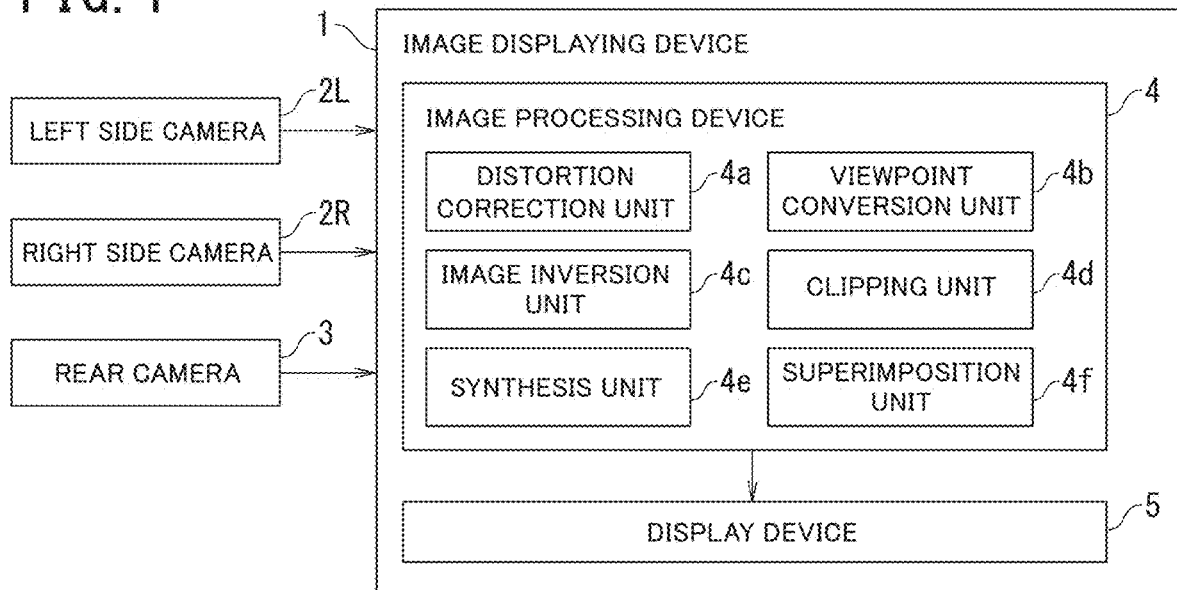 1
IMAGE DISPLAYING DEVICE
2L
LEFT SIDE CAMERA
2R
RIGHT SIDE CAMERA
3
REAR CAMERA
4
IMAGE PROCESSING DEVICE
DISTORTION
CORRECTION UNIT
4a
VIEWPOINT
CONVERSION UNIT
4b
IMAGE INVERSION
UNIT
4c
CLIPPING UNIT
4d
SYNTHESIS UNIT
4e
SUPERIMPOSITION
UNIT
4f
DISPLAY DEVICE
5